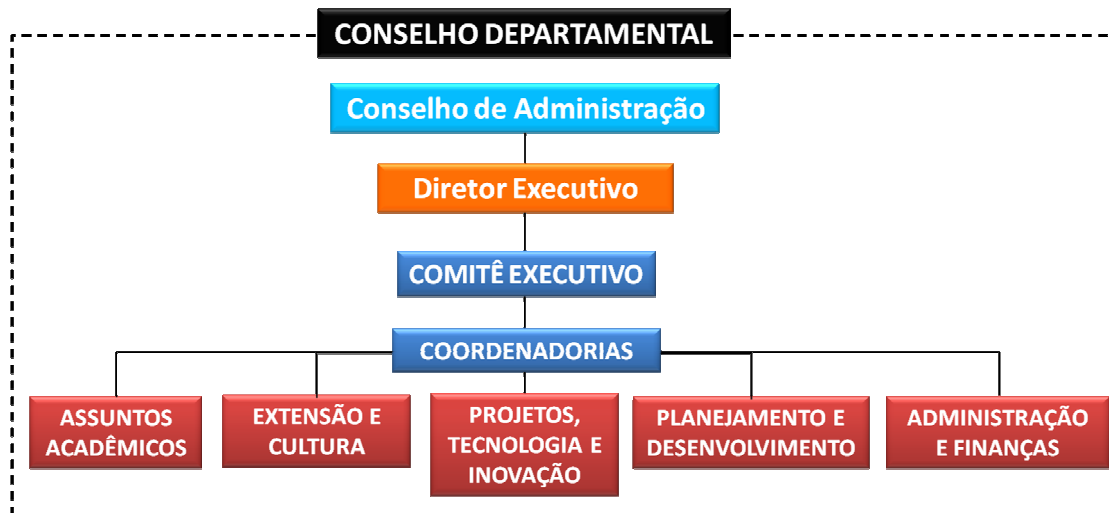 CONSELHO DEPARTAMENTAL
Conselho de Administração
Diretor Executivo
COMITÊ EXECUTIVO
COORDENADORIAS
ASSUNTOS
ACADÊMICOS
EXTENSÃO E
CULTURA
PROJETOS,
TECNOLOGIA E
INOVAÇÃO
PLANEJAMENTO E
DESENVOLVIMENTO
ADMINISTRAÇÃO
E FINANÇAS